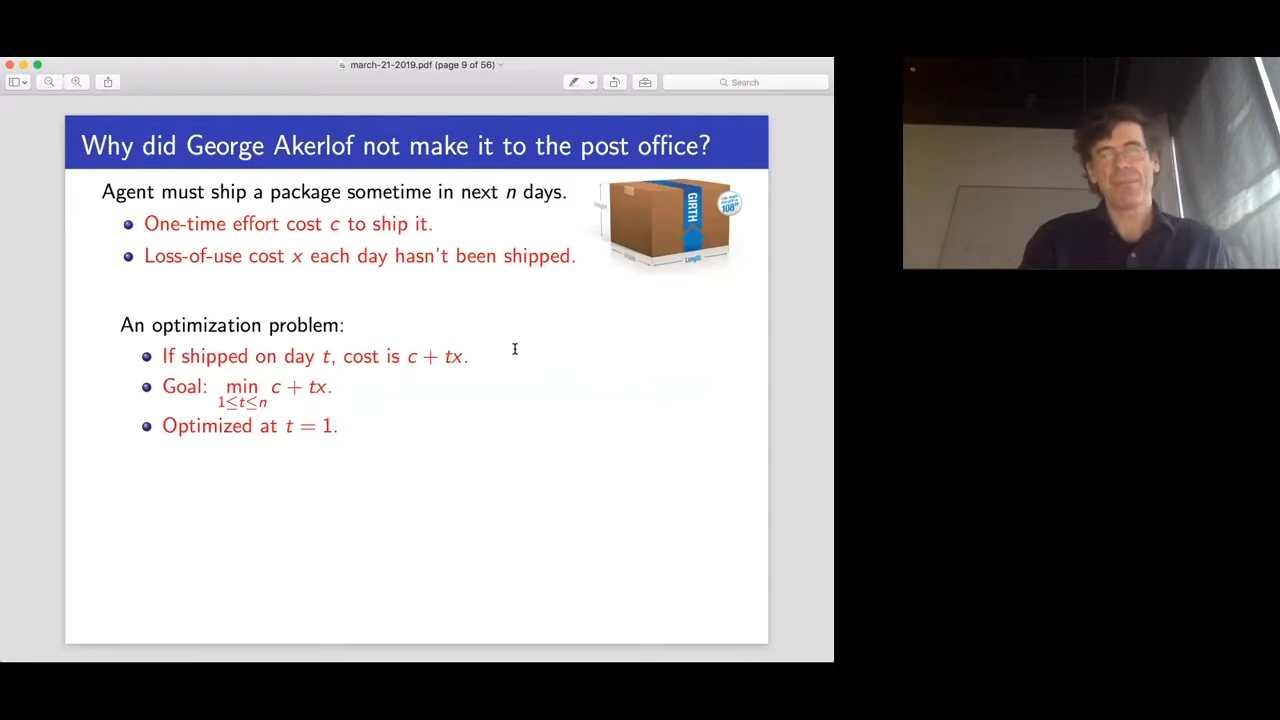 march-21-2019.pdf (page 9 of 56)
Search
Why did George Akerlof not make it to the post office?
Agent must ship a package sometime in next n days.
One-time effort cost c to ship it.
Loss-of-use cost x each day hasn't been shipped.
GIRTH
108"
Length
An optimization problem:
If shipped on day t, cost is c + tx.
Goal: min c + tx.
1≤t≤n
Optimized at t = 1.